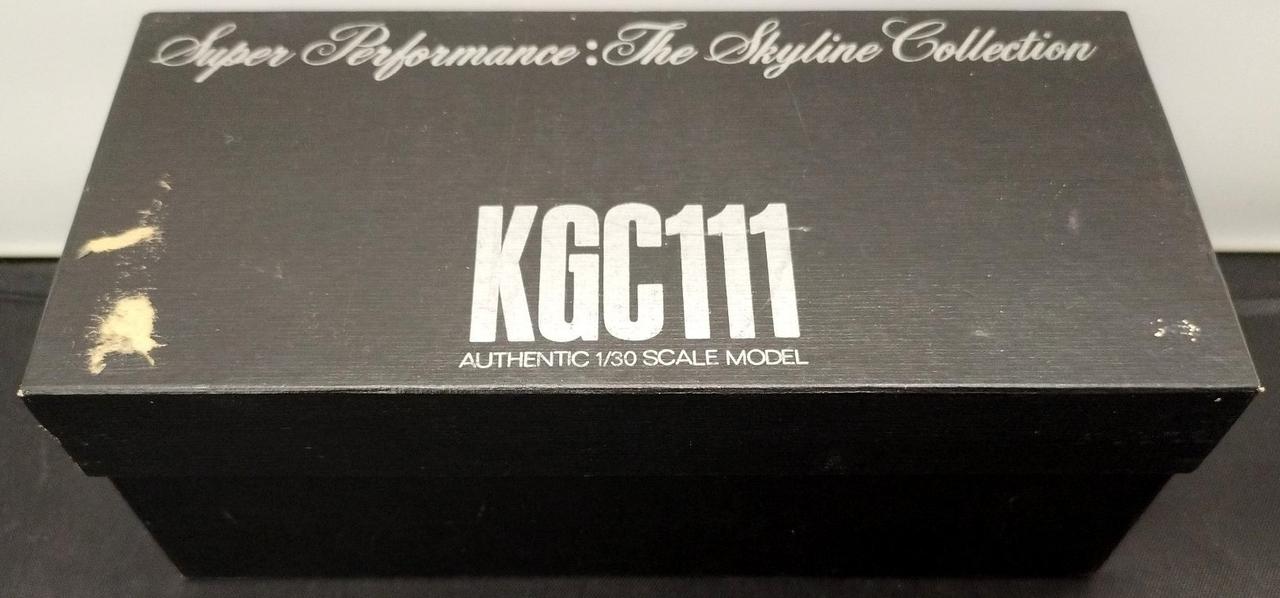 Super Performance : The Skyline Collection
KGC111
AUTHENTIC 1/30 SCALE MODEL